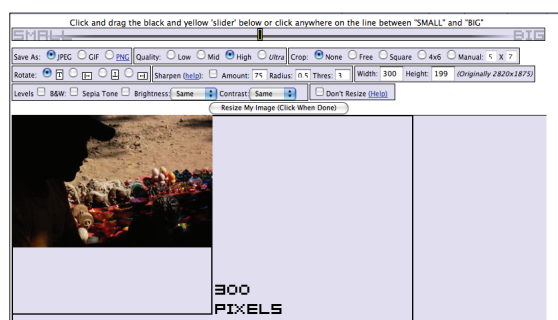 Click and drag the black and yellow 'slider' below or click anywhere on the line between "SMALL" and "BIG"
SMALL BIG
Save As: JPEG GIF PNG Quality: Low Mid High Ultra Crop: None Free Square 4x6 Manual: 5 X 7
Rotate: Sharpen (help): Amount: 75 Radius: 0.5 Thres: 3 Width: 300 Height: 199 (Originally 2820x1875)
Levels B&W: Sepia Tone Brightness: Same Contrast: Same Don't Resize (Help)
Resize My Image (Click When Done)
300
PIXELS